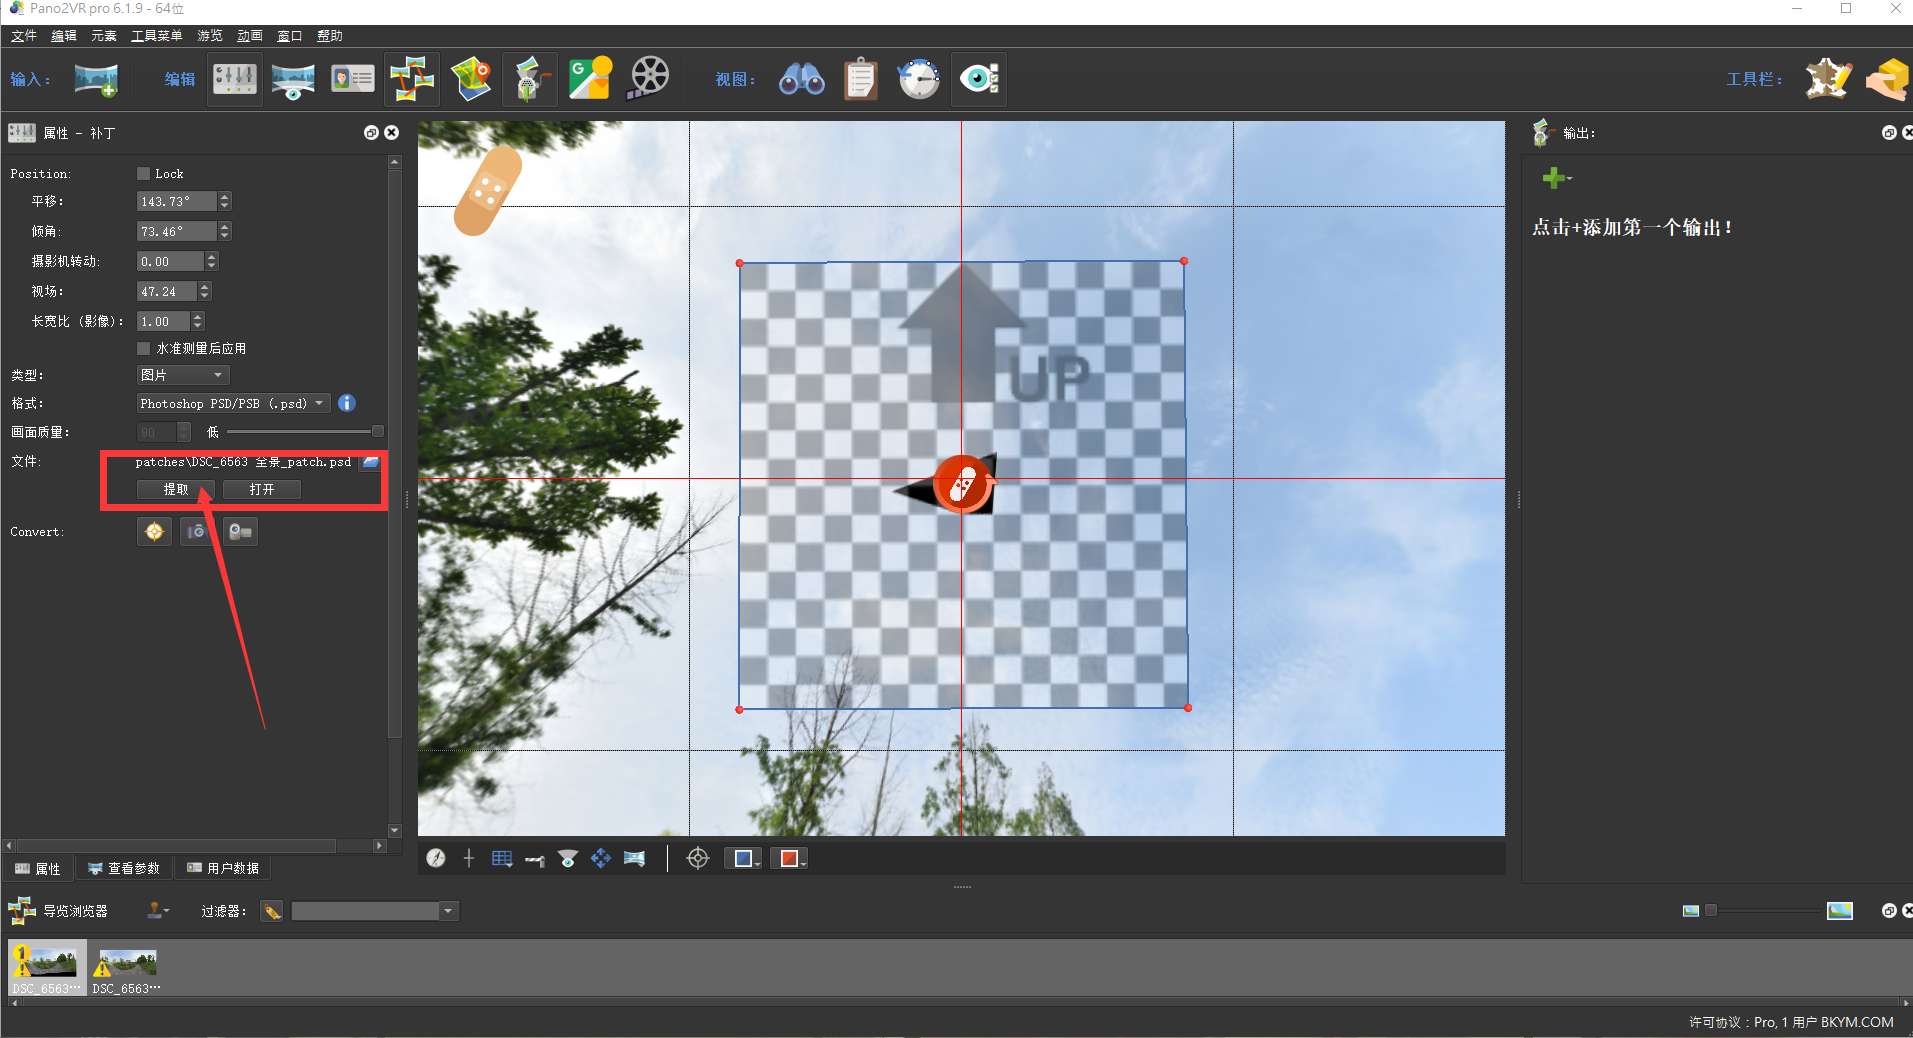 Pano2VR pro 6.1.9 - 64位
文件 编辑 元素 工具菜单 游览 动画 窗口 帮助
输入： 编辑 视图： 工具栏：
G
属性 - 补丁
Position: Lock
平移: 143.73°
倾角: 73.46°
摄影机转动: 0.00
视场: 47.24
长宽比 (影像): 1.00
水准测量后应用
类型: 图片
格式: Photoshop PSD/PSB (.psd)
画面质量: 90 低
文件: patches\DSC_6563 全景_patch.psd
提取 打开
Convert:
UP
输出:
点击+添加第一个输出!
属性 查看参数 用户数据
导览浏览器 过滤器:
1
DSC_6563… DSC_6563…
许可协议：Pro, 1 用户 BKYM.COM